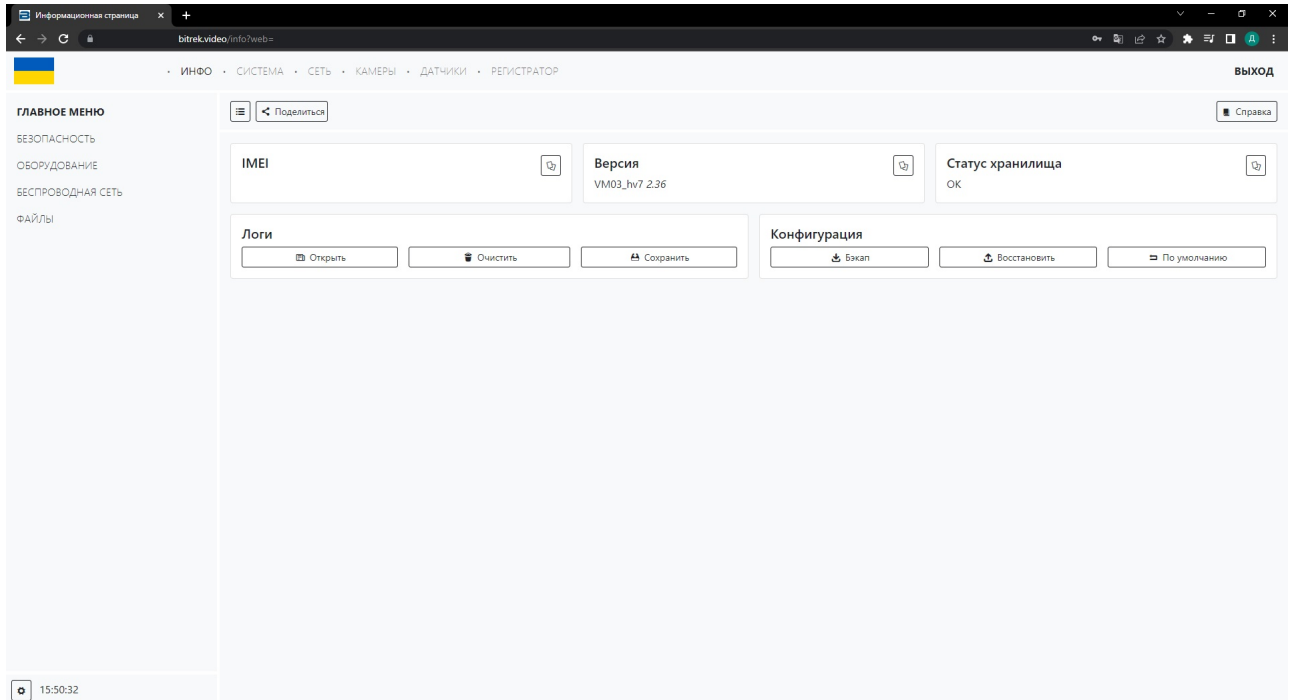 Информационная страница
bitrek.video/info?web=
Д
• ИНФО • СИСТЕМА • СЕТЬ • КАМЕРЫ • ДАТЧИКИ • РЕГИСТРАТОР
ВЫХОД
ГЛАВНОЕ МЕНЮ
БЕЗОПАСНОСТЬ
ОБОРУДОВАНИЕ
БЕСПРОВОДНАЯ СЕТЬ
ФАЙЛЫ
Поделиться
Справка
IMEI
Версия
VM03_hv7 2.36
Статус хранилища
OK
Логи
Открыть
Очистить
Сохранить
Конфигурация
Бэкап
Восстановить
По умолчанию
15:50:32